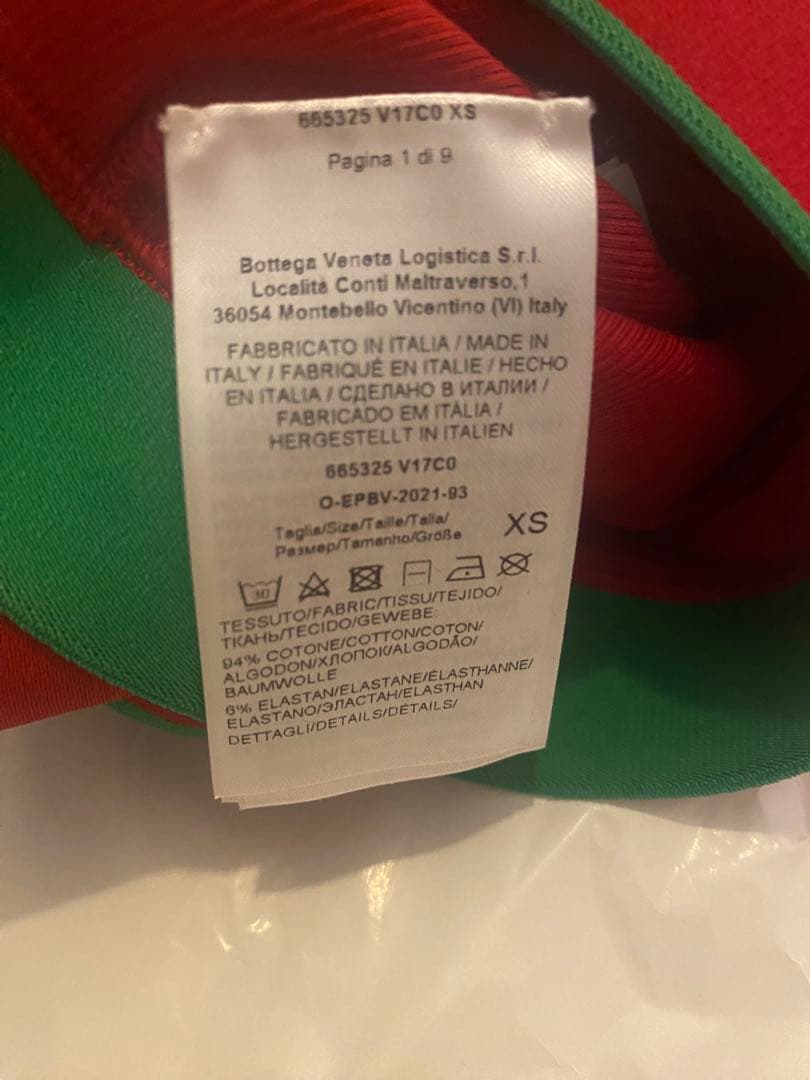 665325 V17C0 XS
Pagina 1 di 9
Bottega Veneta Logistica S.r.l.
Località Conti Maltraverso,1
36054 Montebello Vicentino (VI) Italy
FABBRICATO IN ITALIA / MADE IN
ITALY / FABRIQUÉ EN ITALIE / HECHO
EN ITALIA / СДЕЛАНО В ИТАЛИИ /
FABRICADO EM ITÁLIA /
HERGESTELLT IN ITALIEN
665325 V17C0
O-EPBV-2021-93
Taglia/Size/Taille/Talla/
Размер/Tamanho/Größe
XS
30
TESSUTO/FABRIC/TISSU/TEJIDO/
ТКАНЬ/TECIDO/GEWEBE:
94% COTONE/COTTON/COTON/
ALGODON/ХЛОПОК/ALGODÃO/
BAUMWOLLE
6% ELASTAN/ELASTANE/ÉLASTHANNE/
ELASTANO/ЭЛАСТАН/ELASTHAN
DETTAGLI/DETAILS/DÉTAILS/